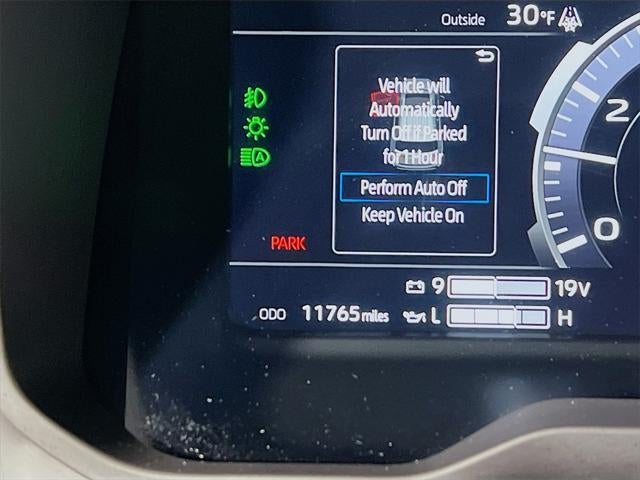 Outside 30°F
Vehicle will
Automatically
Turn Off if Parked
for 1 Hour
Perform Auto Off
Keep Vehicle On
A
PARK
2
0
9 19V
ODO 11765 miles L H